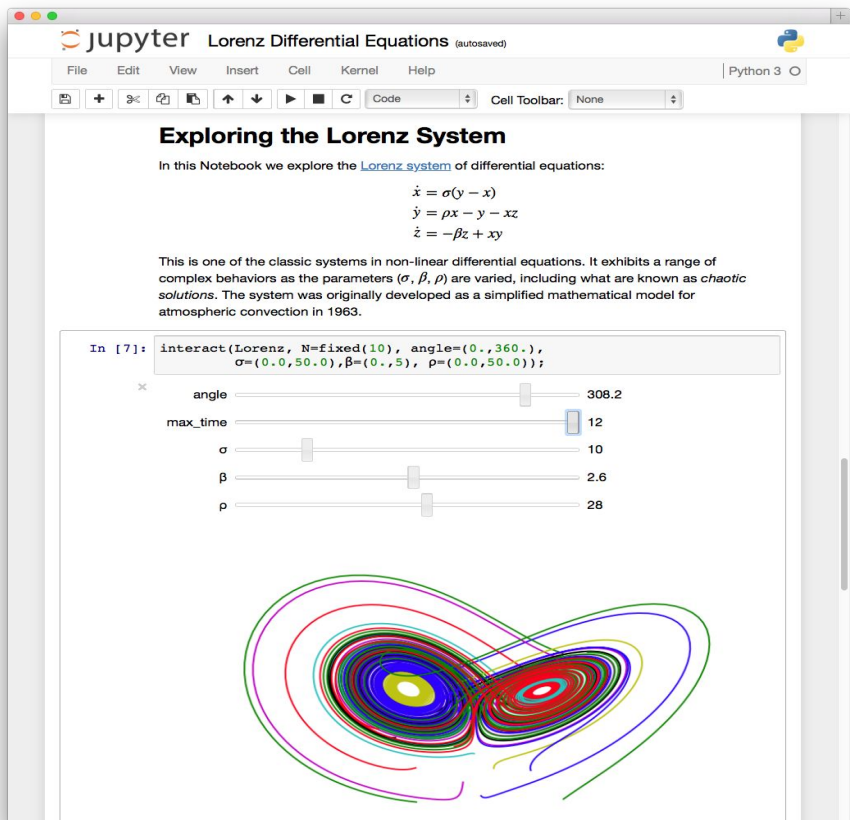 jupyter Lorenz Differential Equations (autosaved)
File Edit View Insert Cell Kernel Help Python 3
Code Cell Toolbar: None
Exploring the Lorenz System
In this Notebook we explore the Lorenz system of differential equations:
ẋ = σ(y − x)
ẏ = ρx − y − xz
ż = −βz + xy
This is one of the classic systems in non-linear differential equations. It exhibits a range of
complex behaviors as the parameters (σ, β, ρ) are varied, including what are known as chaotic
solutions. The system was originally developed as a simplified mathematical model for
atmospheric convection in 1963.
In [7]: interact(Lorenz, N=fixed(10), angle=(0.,360.),
σ=(0.0,50.0),β=(0.,5), ρ=(0.0,50.0));
angle 308.2
max_time 12
σ 10
β 2.6
ρ 28